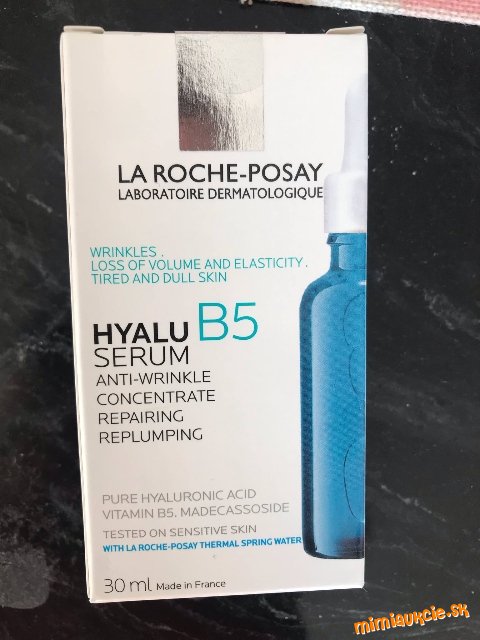 LA ROCHE-POSAY
LABORATOIRE DERMATOLOGIQUE
WRINKLES.
LOSS OF VOLUME AND ELASTICITY.
TIRED AND DULL SKIN
HYALU B5
SERUM
ANTI-WRINKLE
CONCENTRATE
REPAIRING
REPLUMPING
PURE HYALURONIC ACID
VITAMIN B5. MADECASSOSIDE
TESTED ON SENSITIVE SKIN
WITH LA ROCHE-POSAY THERMAL SPRING WATER
30 ml Made in France
mimiaukcie.sk